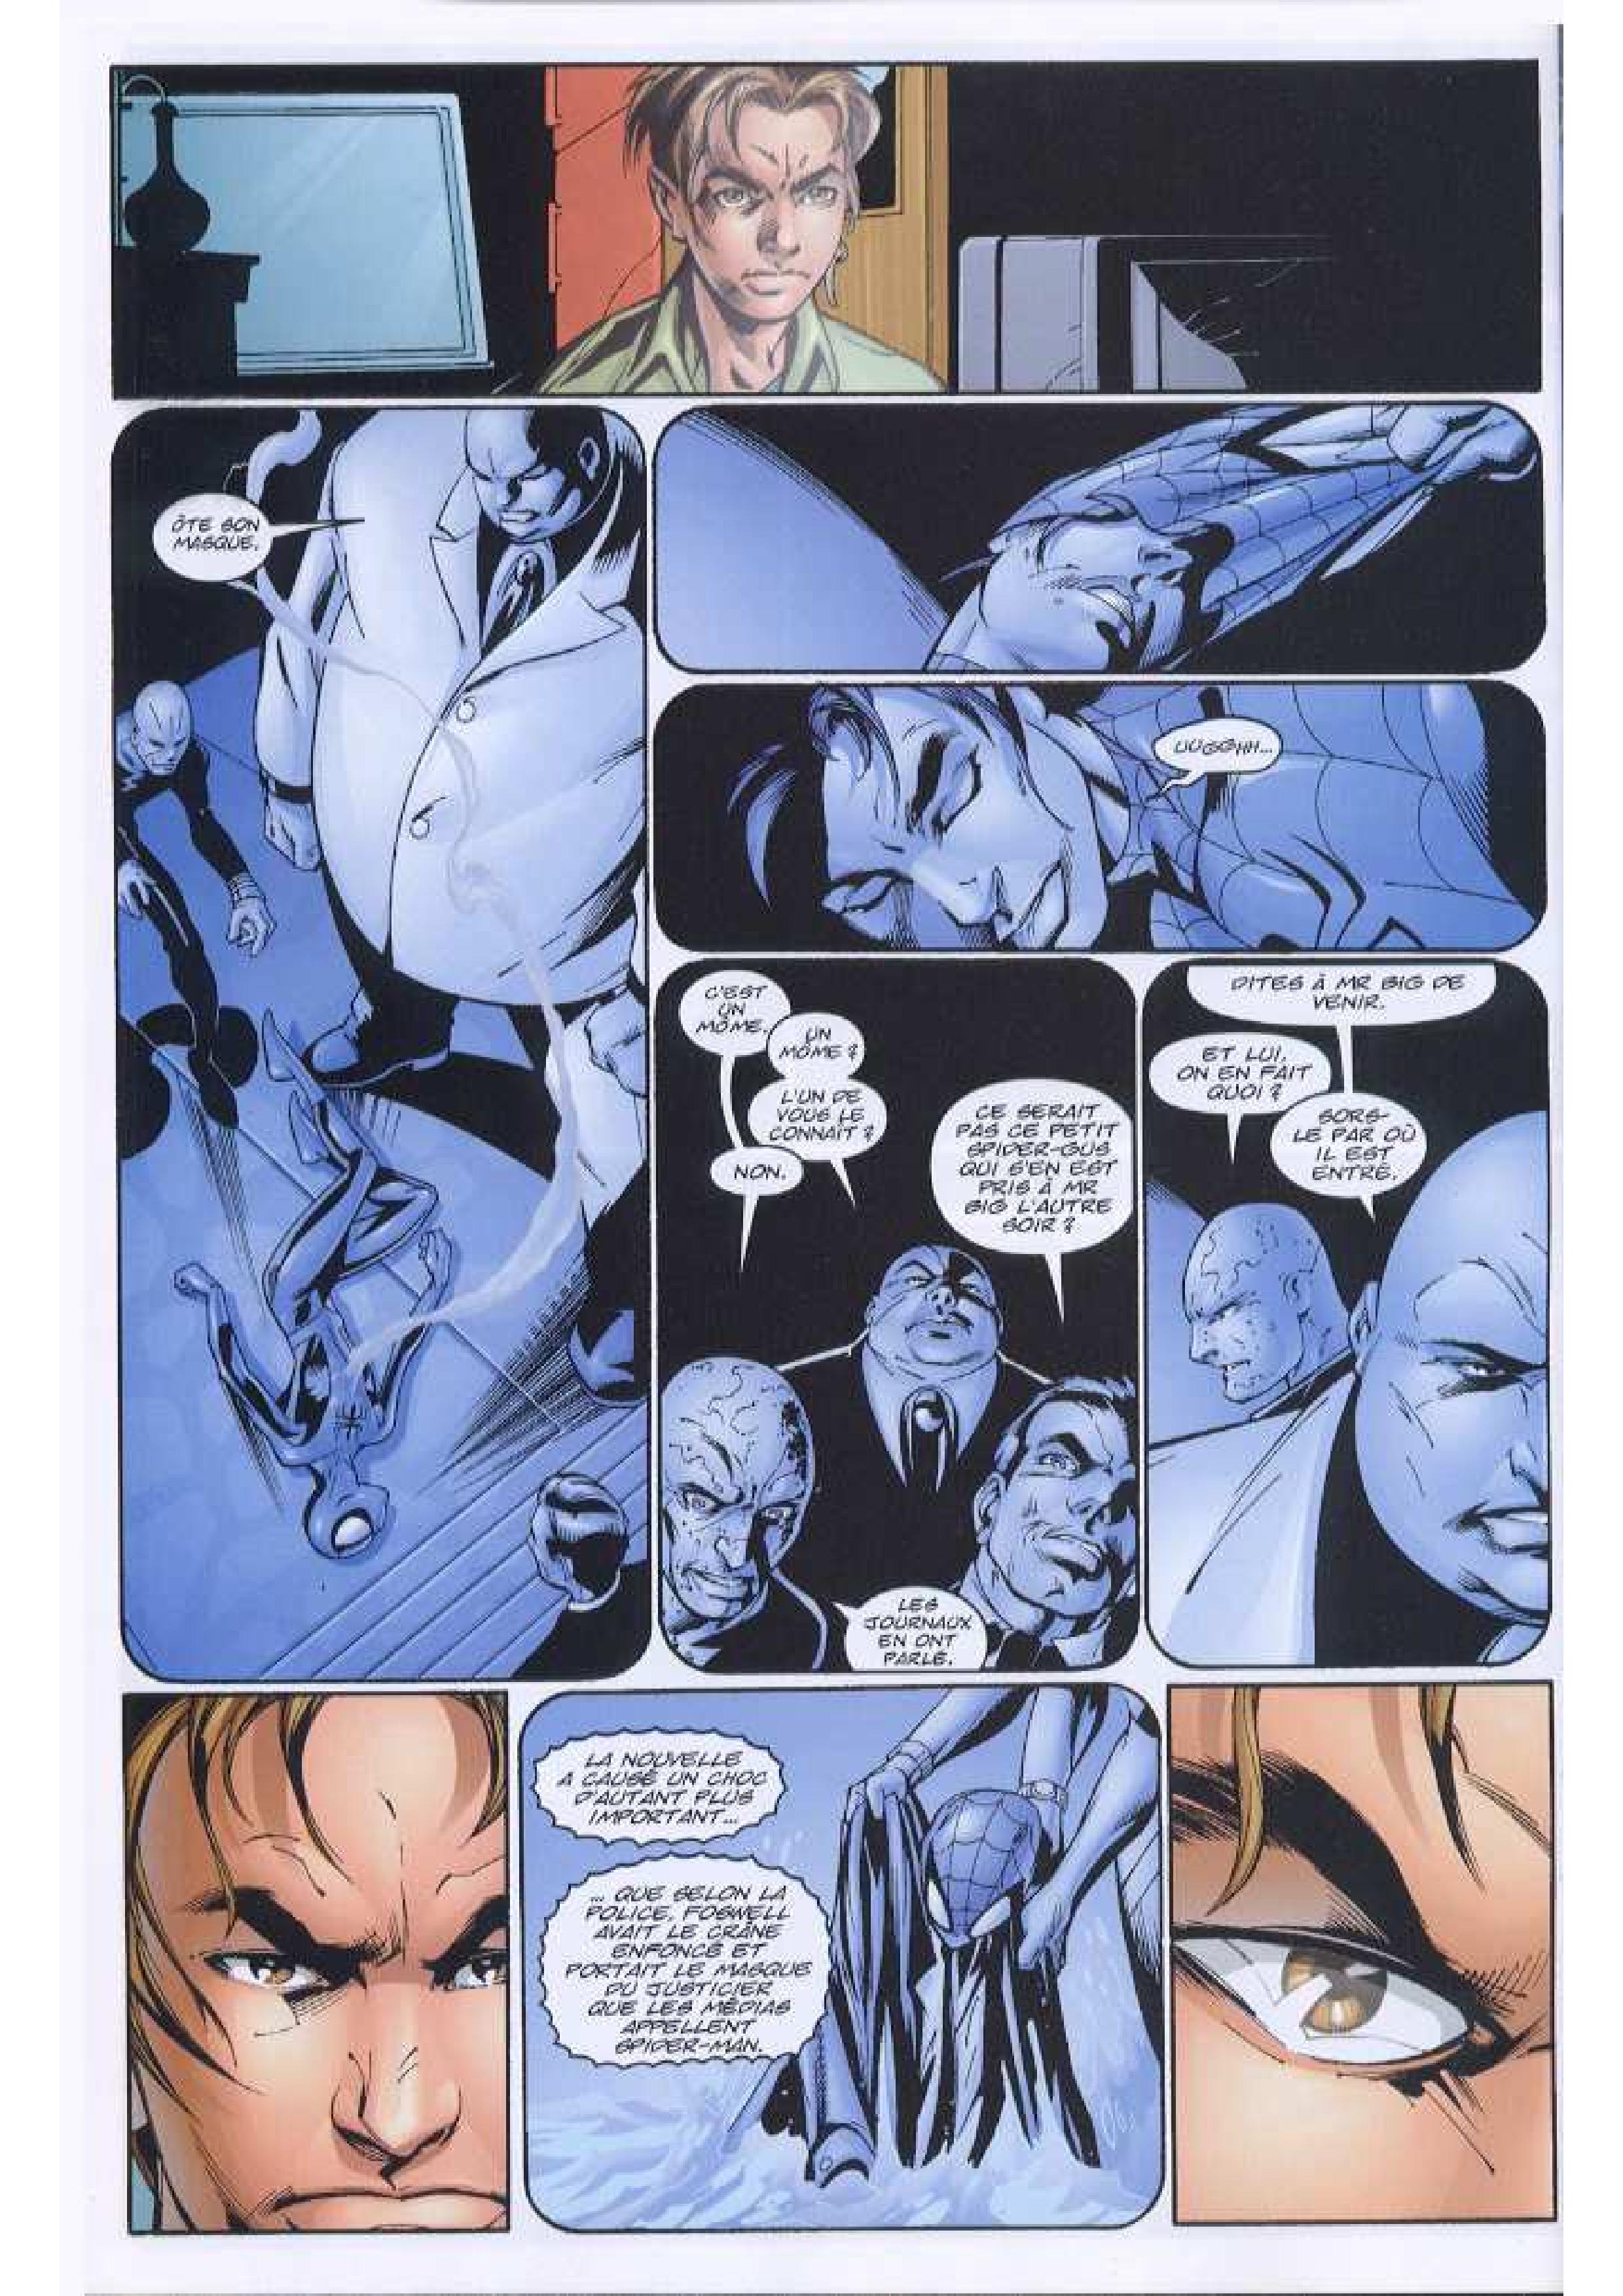 ÔTE SON
MASQUE.
UUGGHH...
C'EST
UN
MÔME.
UN
MÔME ?
L'UN DE
VOUS LE
CONNAÎT ?
NON.
CE SERAIT
PAS CE PETIT
SPIDER-GUS
QUI S'EN EST
PRIS À MR
BIG L'AUTRE
SOIR ?
LES
JOURNAUX
EN ONT
PARLÉ.
DITES À MR BIG DE
VENIR.
ET LUI,
ON EN FAIT
QUOI ?
SORS-
LE PAR OÙ
IL EST
ENTRÉ.
LA NOUVELLE
A CAUSÉ UN CHOC
D'AUTANT PLUS
IMPORTANT...
... QUE SELON LA
POLICE, FOSWELL
AVAIT LE CRÂNE
ENFONCÉ ET
PORTAIT LE MASQUE
DU JUSTICIER
QUE LES MÉDIAS
APPELLENT
SPIDER-MAN.